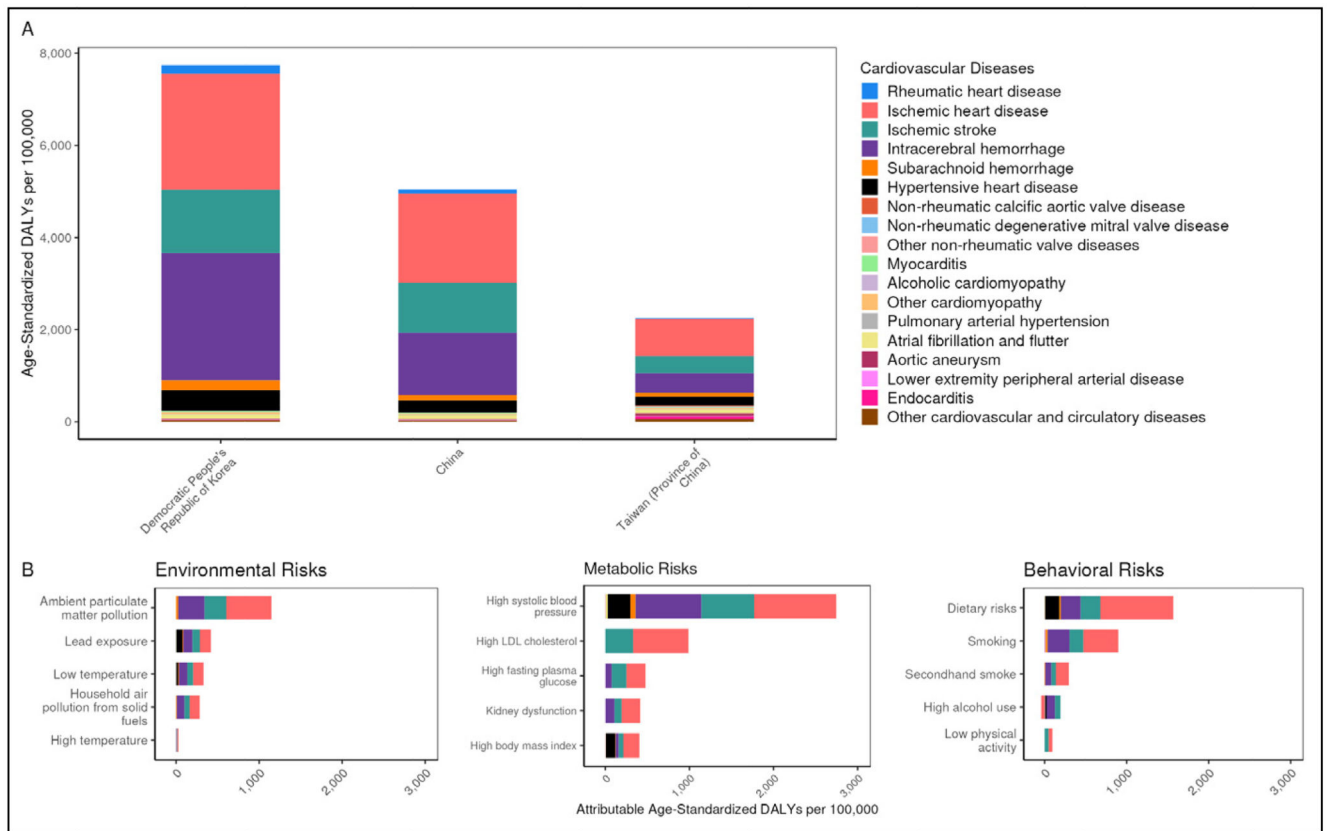 A
8,000
6,000
4,000
2,000
0
Age-Standardized DALYs per 100,000
Democratic People's
Republic of Korea
China
Taiwan (Province of
China)
Cardiovascular Diseases
Rheumatic heart disease
Ischemic heart disease
Ischemic stroke
Intracerebral hemorrhage
Subarachnoid hemorrhage
Hypertensive heart disease
Non-rheumatic calcific aortic valve disease
Non-rheumatic degenerative mitral valve disease
Other non-rheumatic valve diseases
Myocarditis
Alcoholic cardiomyopathy
Other cardiomyopathy
Pulmonary arterial hypertension
Atrial fibrillation and flutter
Aortic aneurysm
Lower extremity peripheral arterial disease
Endocarditis
Other cardiovascular and circulatory diseases
B
Environmental Risks
Ambient particulate
matter pollution
Lead exposure
Low temperature
Household air
pollution from solid
fuels
High temperature
0
1,000
2,000
3,000
Metabolic Risks
High systolic blood
pressure
High LDL cholesterol
High fasting plasma
glucose
Kidney dysfunction
High body mass index
0
1,000
2,000
3,000
Attributable Age-Standardized DALYs per 100,000
Behavioral Risks
Dietary risks
Smoking
Secondhand smoke
High alcohol use
Low physical
activity
0
1,000
2,000
3,000